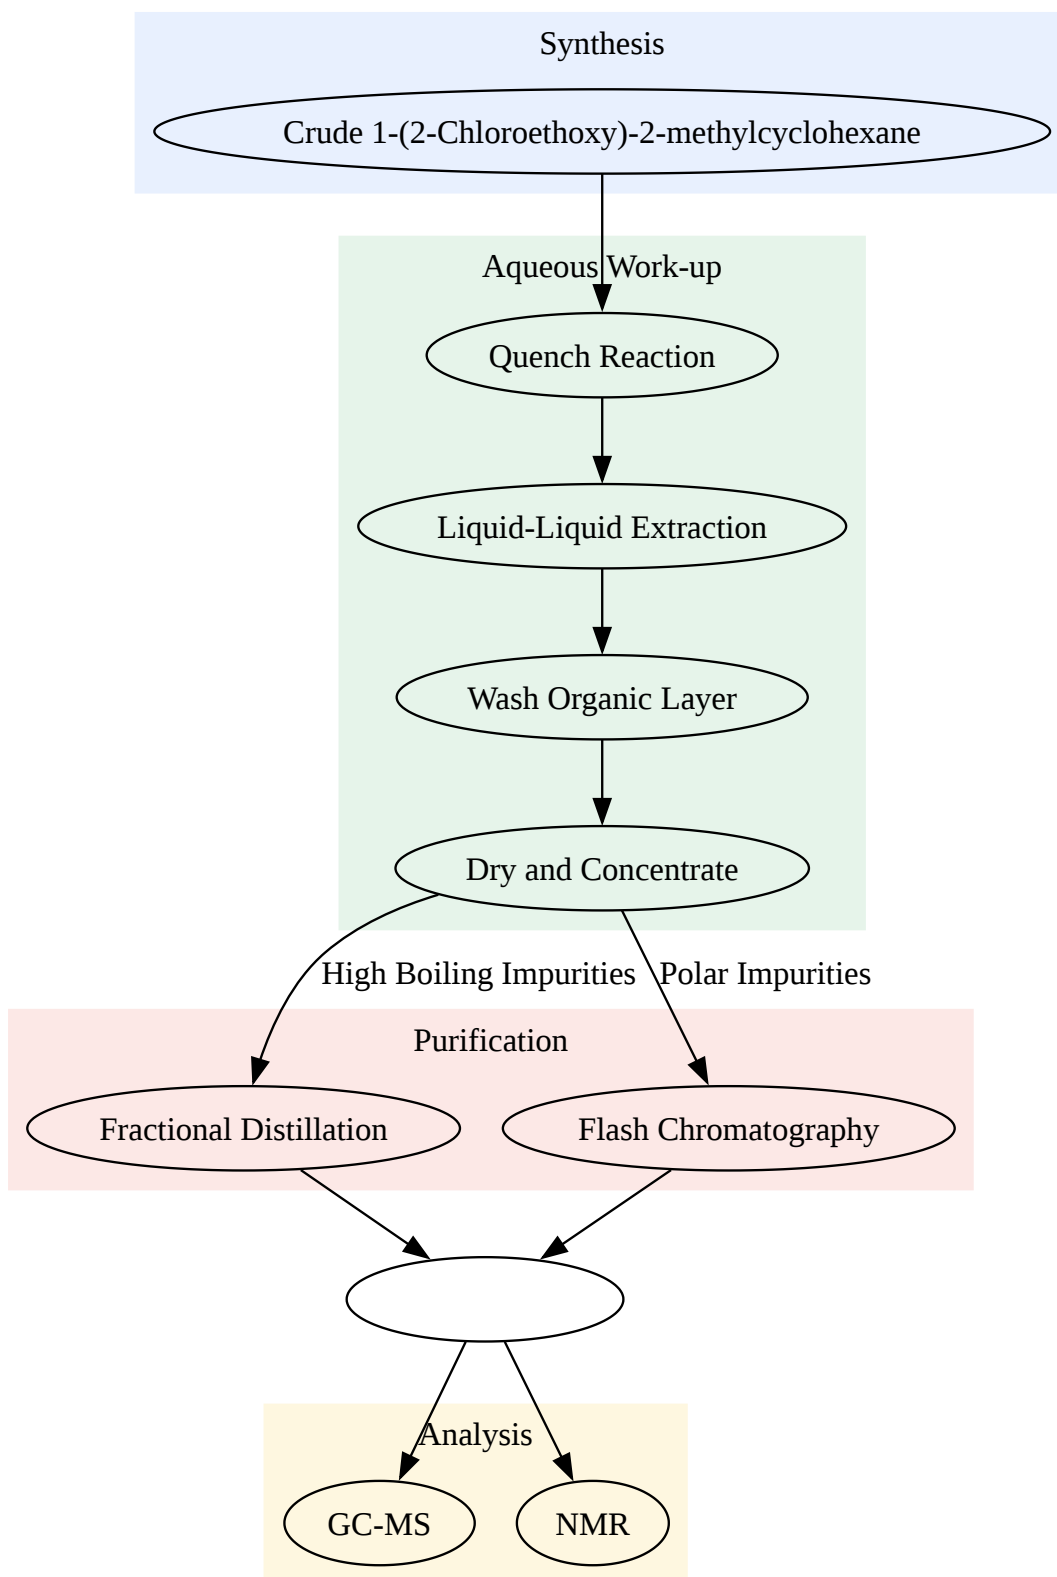 Synthesis
Crude 1-(2-Chloroethoxy)-2-methylcyclohexane
Aqueous Work-up
Quench Reaction
Liquid-Liquid Extraction
Wash Organic Layer
Dry and Concentrate
High Boiling Impurities
Polar Impurities
Purification
Fractional Distillation
Flash Chromatography
Analysis
GC-MS
NMR